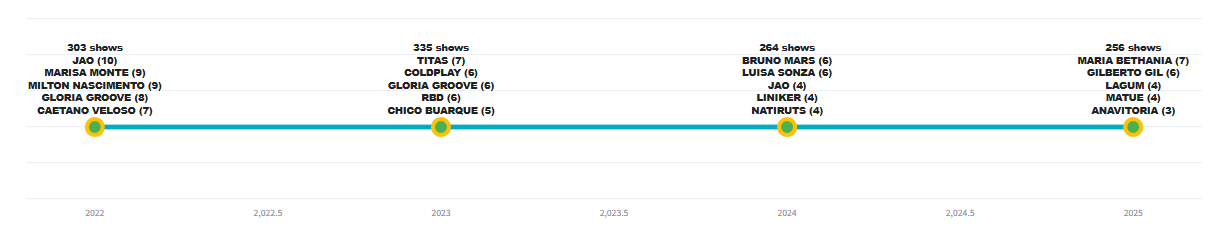 303 shows
JAO (10)
MARISA MONTE (9)
MILTON NASCIMENTO (9)
GLORIA GROOVE (8)
CAETANO VELOSO (7)
335 shows
TITAS (7)
COLDPLAY (6)
GLORIA GROOVE (6)
RBD (6)
CHICO BUARQUE (5)
264 shows
BRUNO MARS (6)
LUISA SONZA (6)
JAO (4)
LINIKER (4)
NATIRUTS (4)
256 shows
MARIA BETHANIA (7)
GILBERTO GIL (6)
LAGUM (4)
MATUE (4)
ANAVITORIA (3)
2022
2,022.5
2023
2,023.5
2024
2,024.5
2025